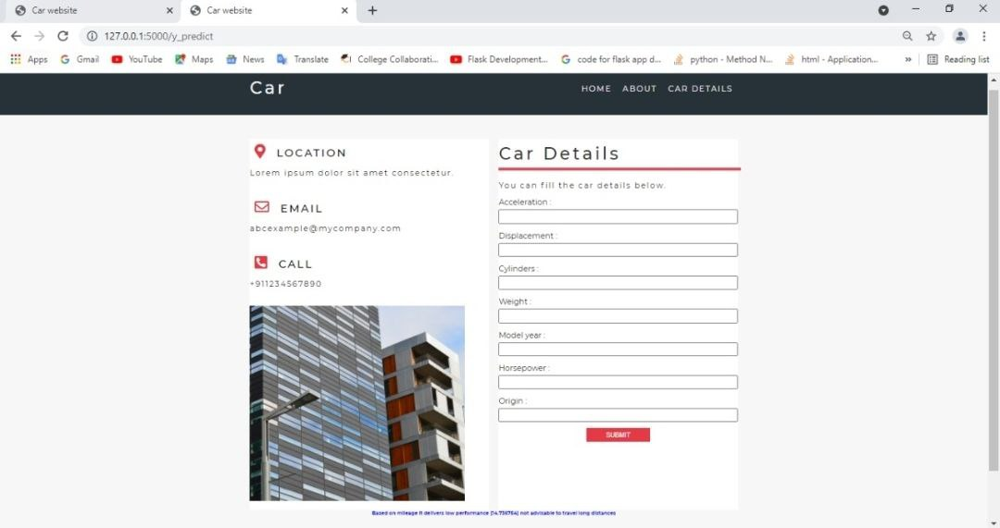 Car website
Car website
127.0.0.1:5000/y_predict
Apps
Gmail
YouTube
Maps
News
Translate
College Collaborati...
Flask Development...
code for flask app d...
python - Method N...
html - Application...
»
Reading list
Car
HOME
ABOUT
CAR DETAILS
LOCATION
Lorem ipsum dolor sit amet consectetur.
EMAIL
abcexample@mycompany.com
CALL
+911234567890
Car Details
You can fill the car details below.
Acceleration :
Displacement :
Cylinders :
Weight :
Model year :
Horsepower :
Origin :
SUBMIT
Based on mileage it delivers low performance [14.736754] not advisable to travel long distances